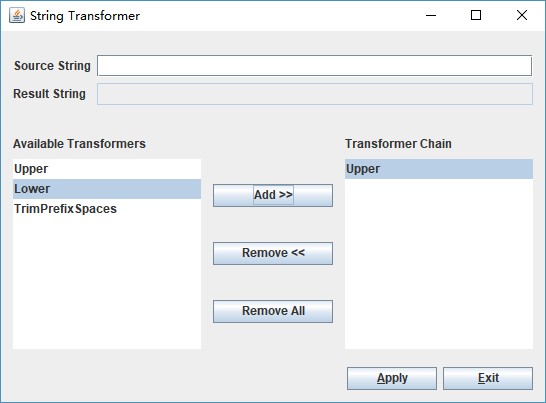 String Transformer
Source String
Result String
Available Transformers
Transformer Chain
Upper
Lower
TrimPrefixSpaces
Add >>
Remove <<
Remove All
Upper
Apply
Exit